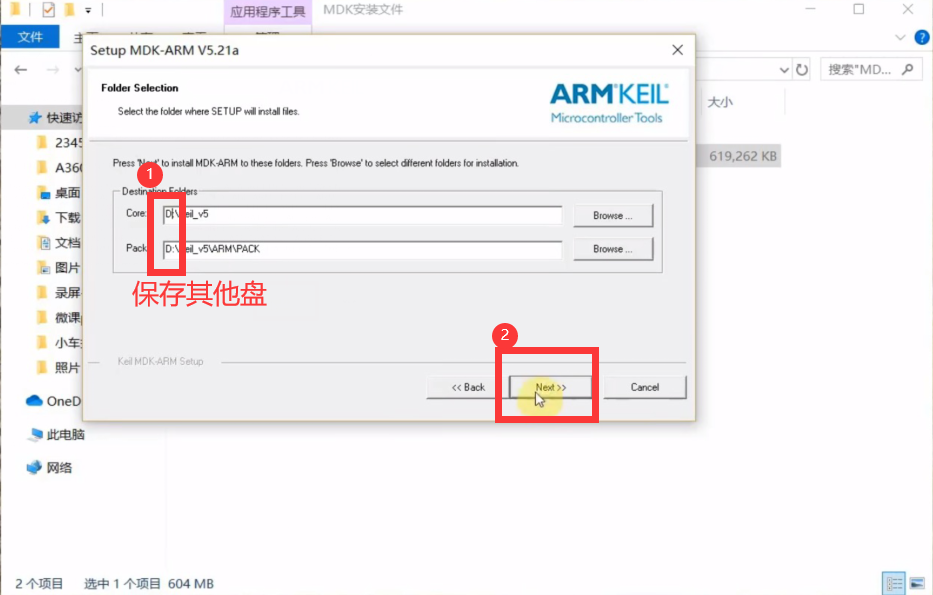 应用程序工具 MDK安装文件
文件
Setup MDK-ARM V5.21a
搜索"MD...
Folder Selection
Select the folder where SETUP will install files.
ARM KEIL
Microcontroller Tools
大小
快速访
2345
A360
桌面
下载
文档
图片
录屏
微课
小车
照片
OneD
此电脑
网络
619,262 KB
Press 'Next' to install MDK-ARM to these folders. Press 'Browse' to select different folders for installation.
1
Destination Folders
Core: D:\Keil_v5 Browse ...
Pack: D:\Keil_v5\ARM\PACK Browse ...
保存其他盘
2
Keil MDK-ARM Setup
<< Back Next >> Cancel
2 个项目 选中 1 个项目 604 MB